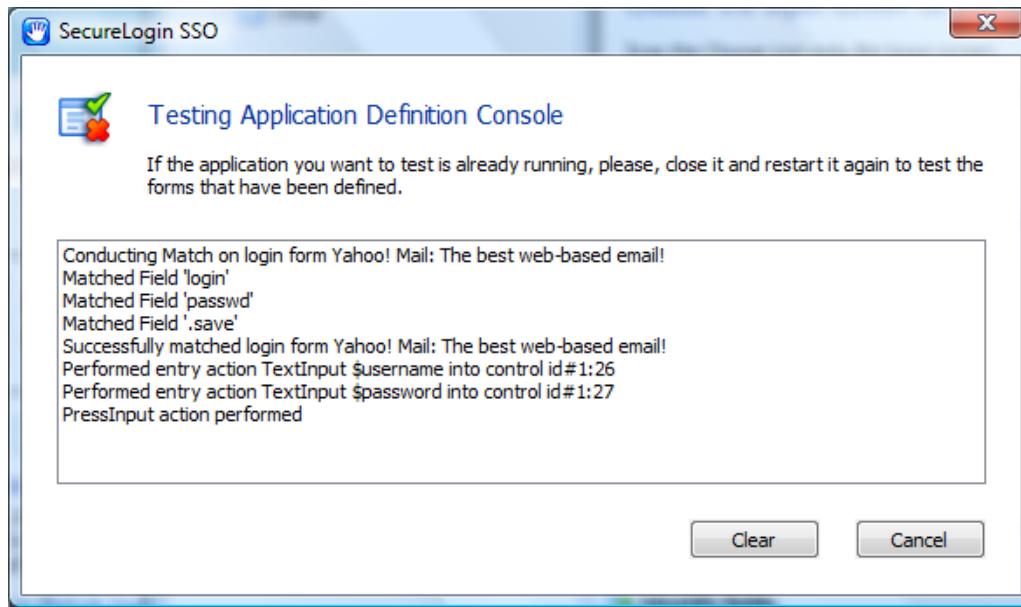 SecureLogin SSO
Testing Application Definition Console
If the application you want to test is already running, please, close it and restart it again to test the
forms that have been defined.
Conducting Match on login form Yahoo! Mail: The best web-based email!
Matched Field 'login'
Matched Field 'passwd'
Matched Field '.save'
Successfully matched login form Yahoo! Mail: The best web-based email!
Performed entry action TextInput $username into control id#1:26
Performed entry action TextInput $password into control id#1:27
PressInput action performed
Clear
Cancel